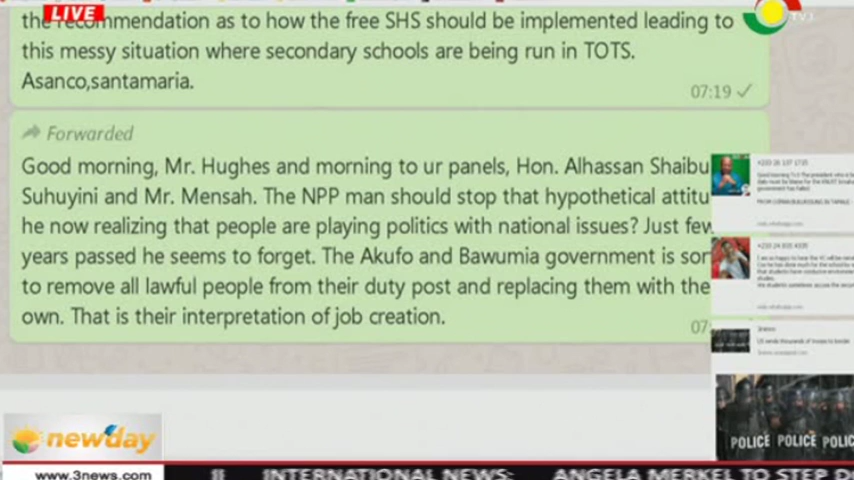 LIVE
TV3
the recommendation as to how the free SHS should be implemented leading to
this messy situation where secondary schools are being run in TOTS.
Asanco,santamaria.
07:19
Forwarded
Good morning, Mr. Hughes and morning to ur panels, Hon. Alhassan Shaibu
Suhuyini and Mr. Mensah. The NPP man should stop that hypothetical attitu
he now realizing that people are playing politics with national issues? Just few
years passed he seems to forget. The Akufo and Bawumia government is sor
to remove all lawful people from their duty post and replacing them with the
own. That is their interpretation of job creation.
07:
POLICE POLICE POLIC
newday
www.3news.com
INTERNATIONAL NEWS: ANGELA MERKEL TO STEP D